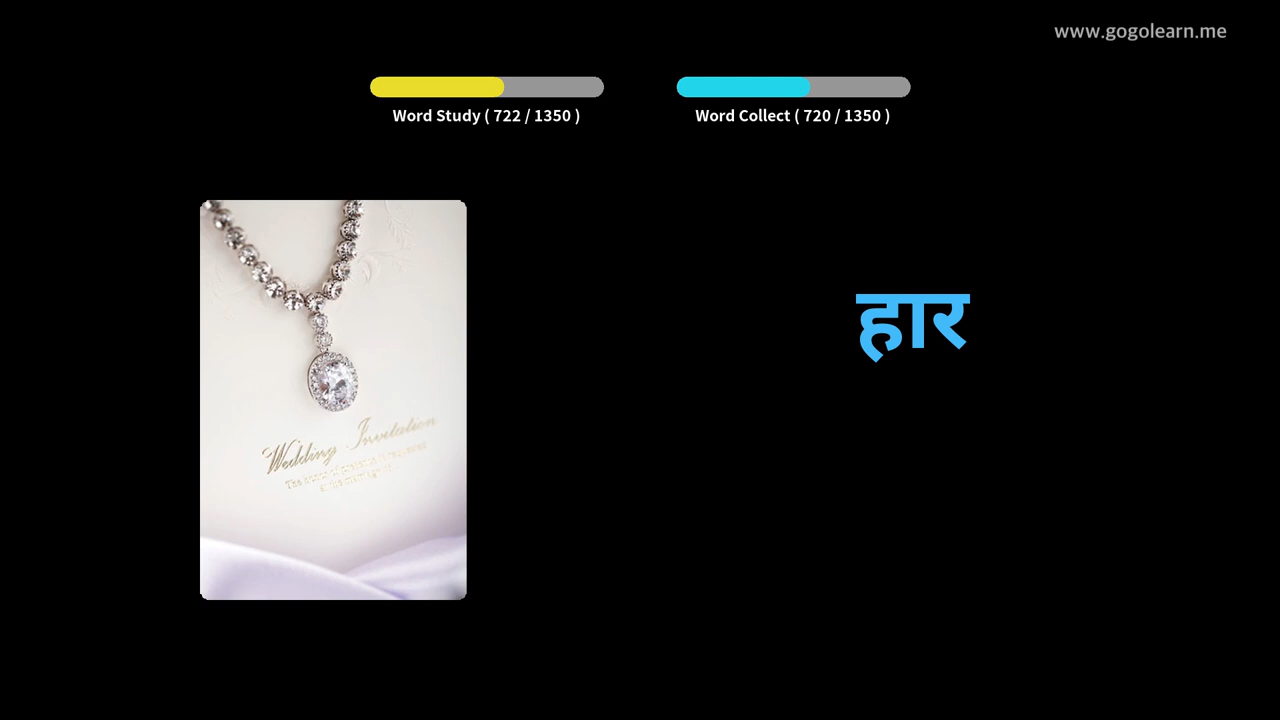 www.gogolearn.me
Word Study ( 722 / 1350 )
Word Collect ( 720 / 1350 )
हार
Wedding Invitation